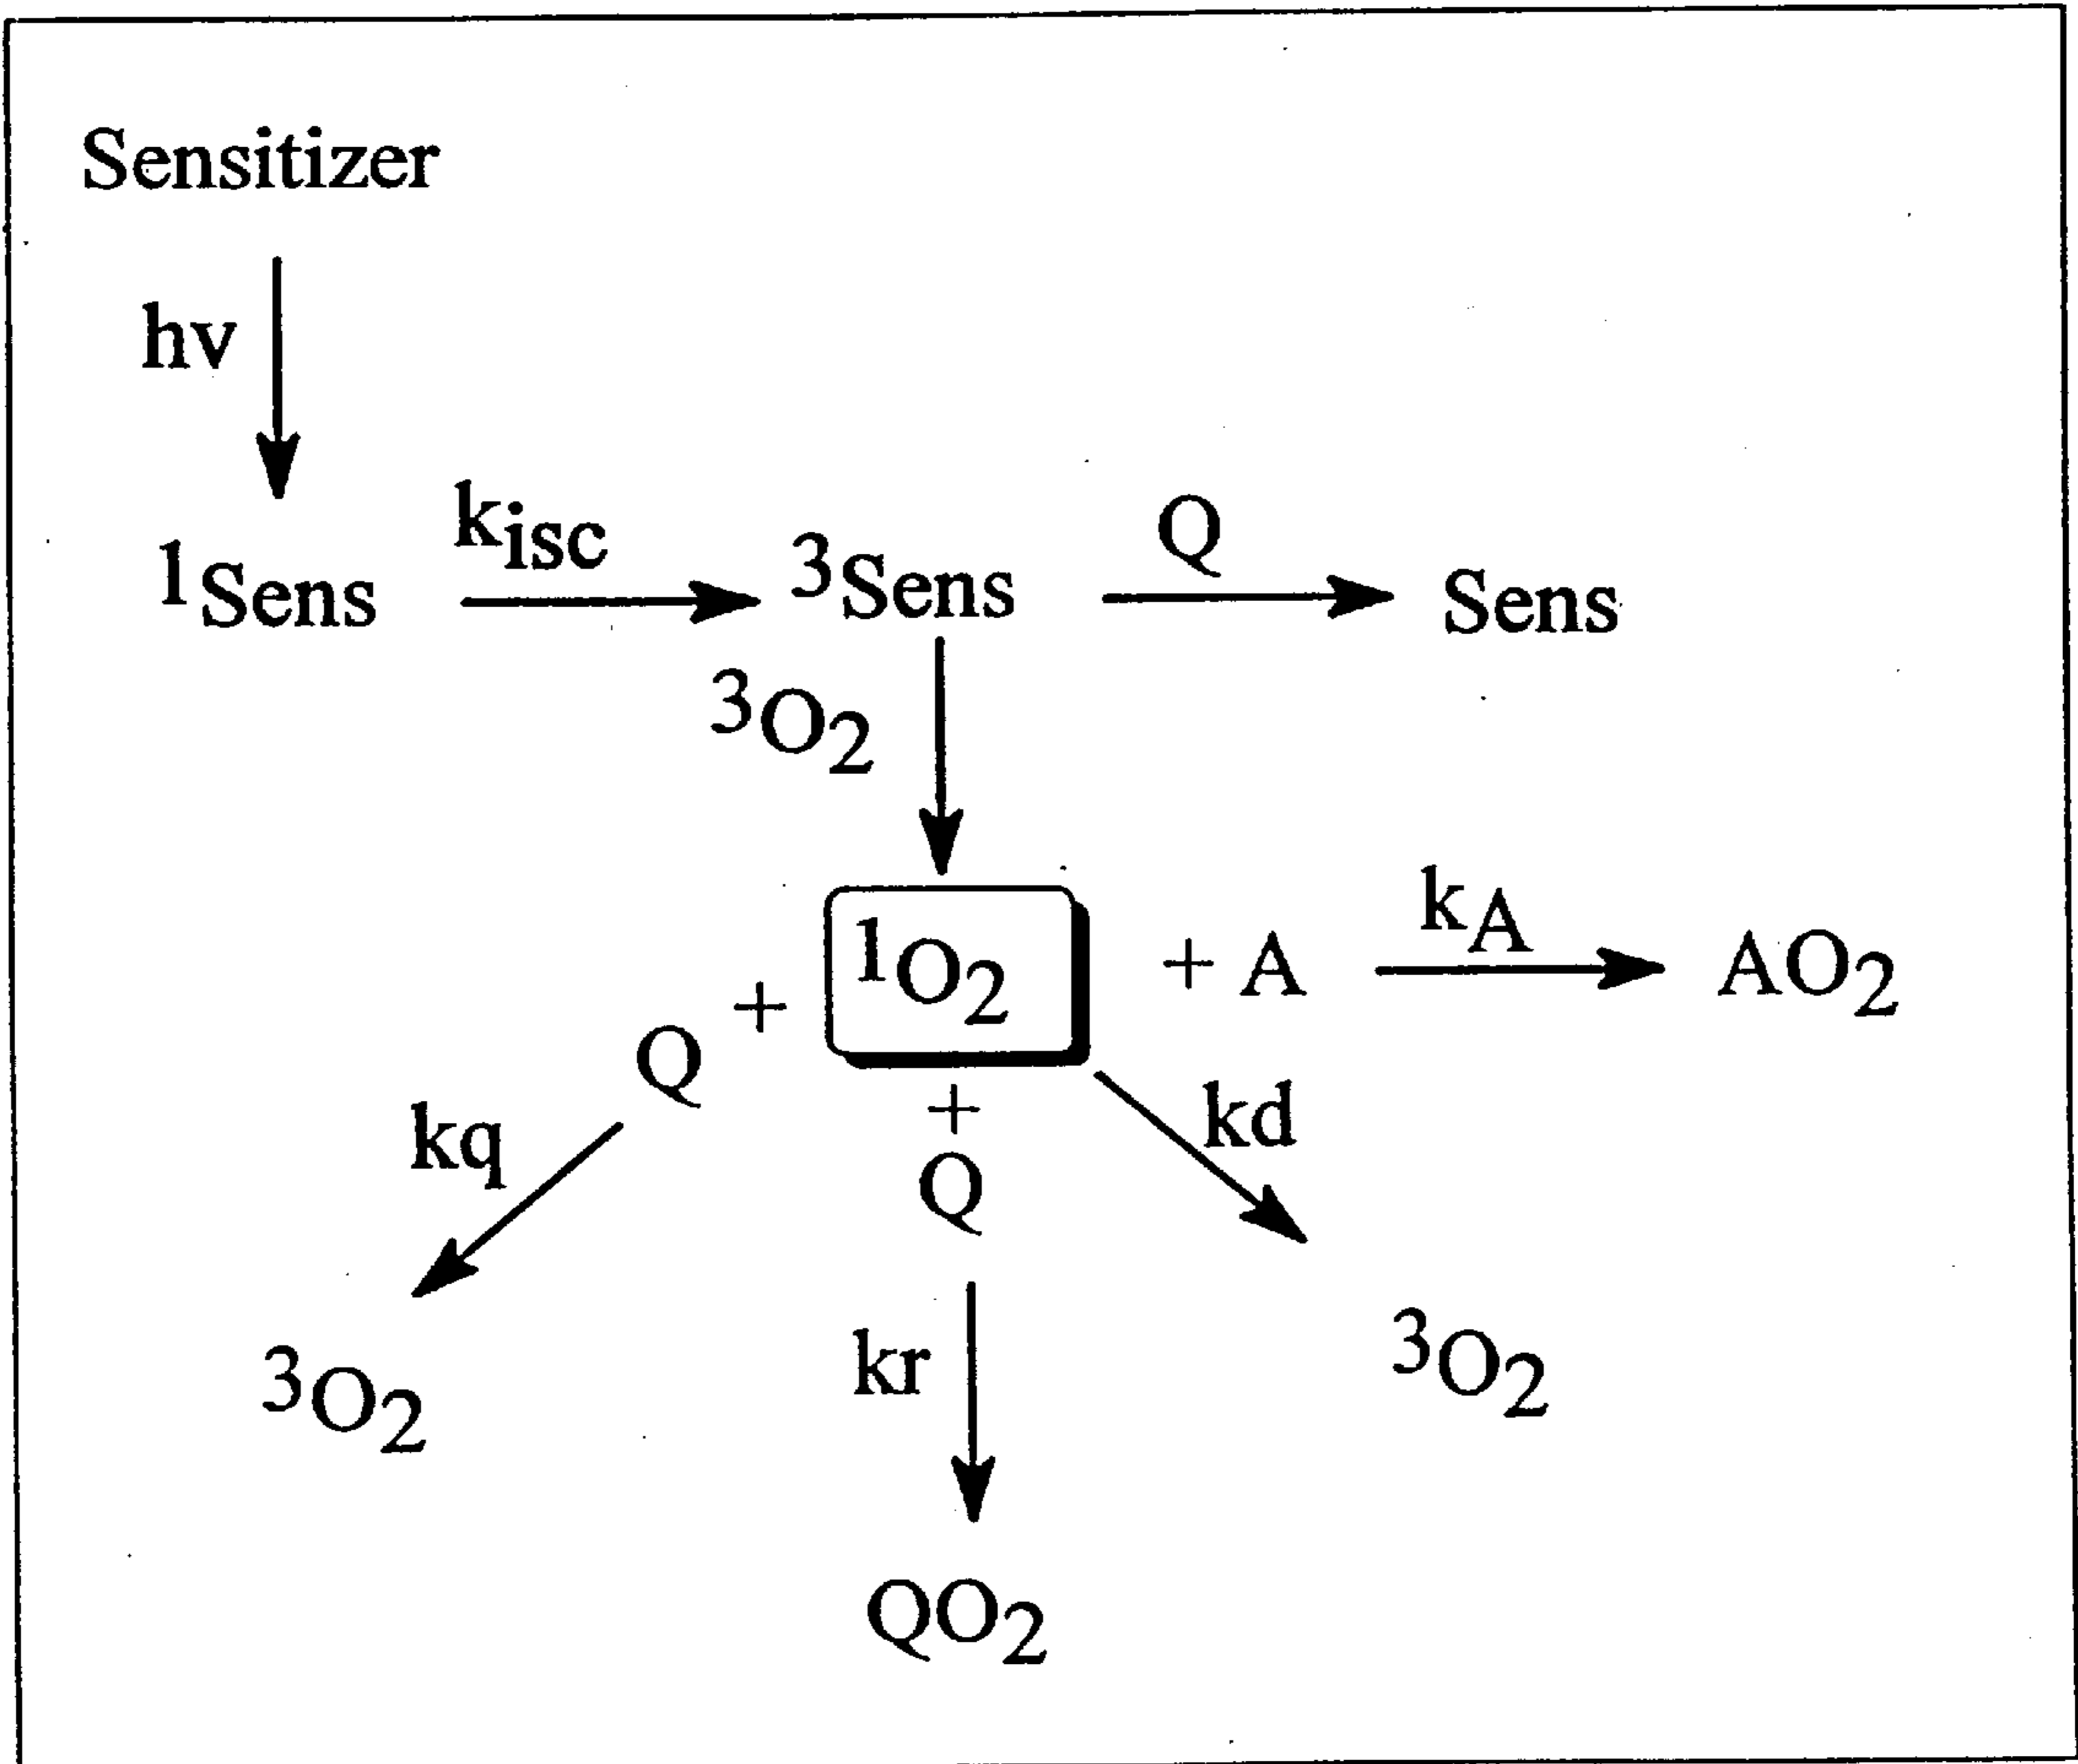 Sensitizer
hv
1Sens kisc 3Sens Q Sens
3O2
1O2 + A kA AO2
Q +
+
Q
kq kd
kr
3O2 3O2
QO2